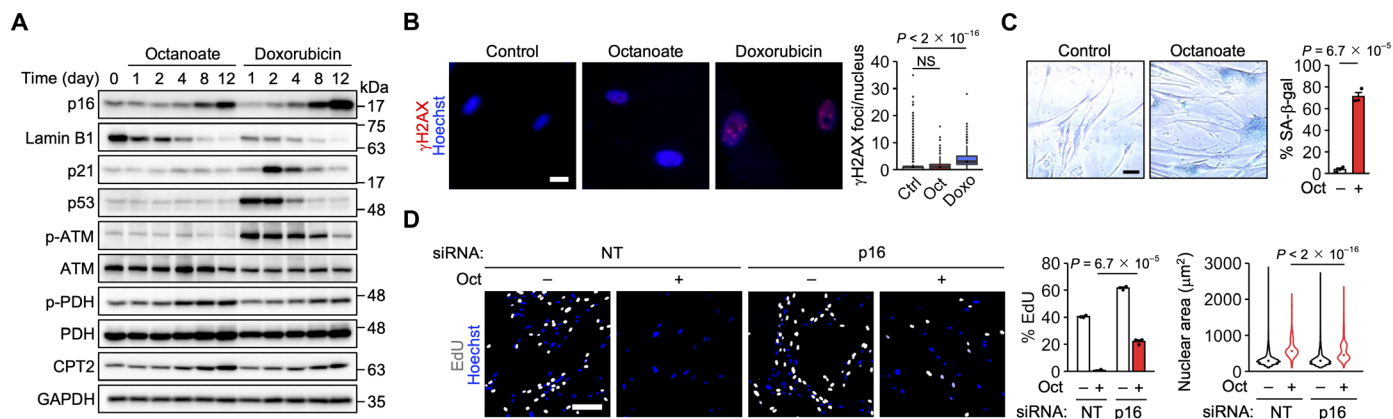 A
Octanoate Doxorubicin
Time (day) 0 1 2 4 8 12 1 2 4 8 12 kDa
p16 17
Lamin B1 75
63
p21
17
p53
48
p-ATM
ATM
p-PDH 48
PDH 48
CPT2
63
GAPDH 35
B
Control Octanoate Doxorubicin
γH2AX
Hoechst
P < 2 × 10⁻¹⁶
NS
γH2AX foci/nucleus
40
30
20
10
0
Ctrl Oct Doxo
C
Control Octanoate
P = 6.7 × 10⁻⁵
% SA-β-gal
100
80
60
40
20
0
Oct – +
D
siRNA: NT p16
Oct – + – +
EdU
Hoechst
P = 6.7 × 10⁻⁵
% EdU
80
60
40
20
0
Oct – + – +
siRNA: NT p16
P < 2 × 10⁻¹⁶
Nuclear area (μm²)
3000
2000
1000
0
Oct – + – +
siRNA: NT p16